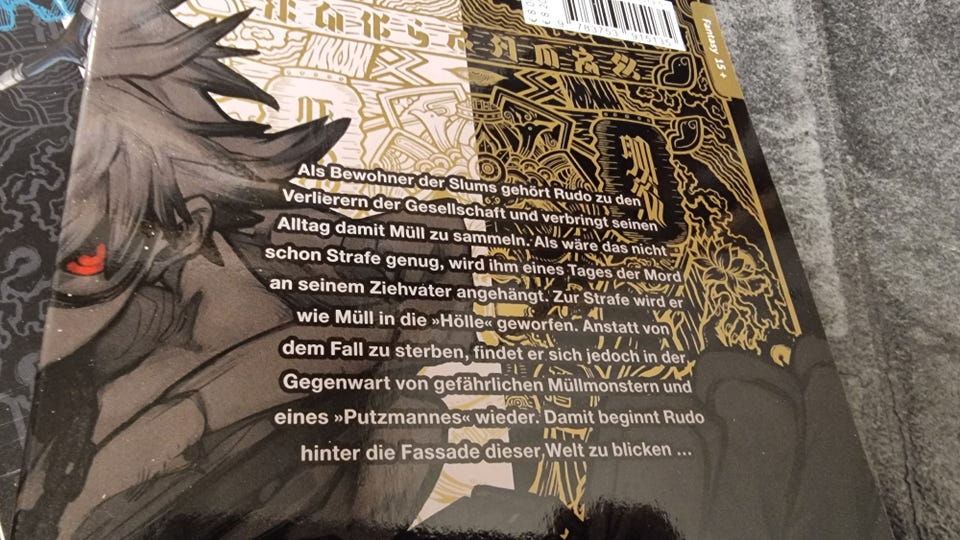 9 783753 915135
Fantasy 15 +
Als Bewohner der Slums gehört Rudo zu den
Verlierern der Gesellschaft und verbringt seinen
Alltag damit Müll zu sammeln. Als wäre das nicht
schon Strafe genug, wird ihm eines Tages der Mord
an seinem Ziehvater angehängt. Zur Strafe wird er
wie Müll in die »Hölle« geworfen. Anstatt von
dem Fall zu sterben, findet er sich jedoch in der
Gegenwart von gefährlichen Müllmonstern und
eines »Putzmannes« wieder. Damit beginnt Rudo
hinter die Fassade dieser Welt zu blicken ...